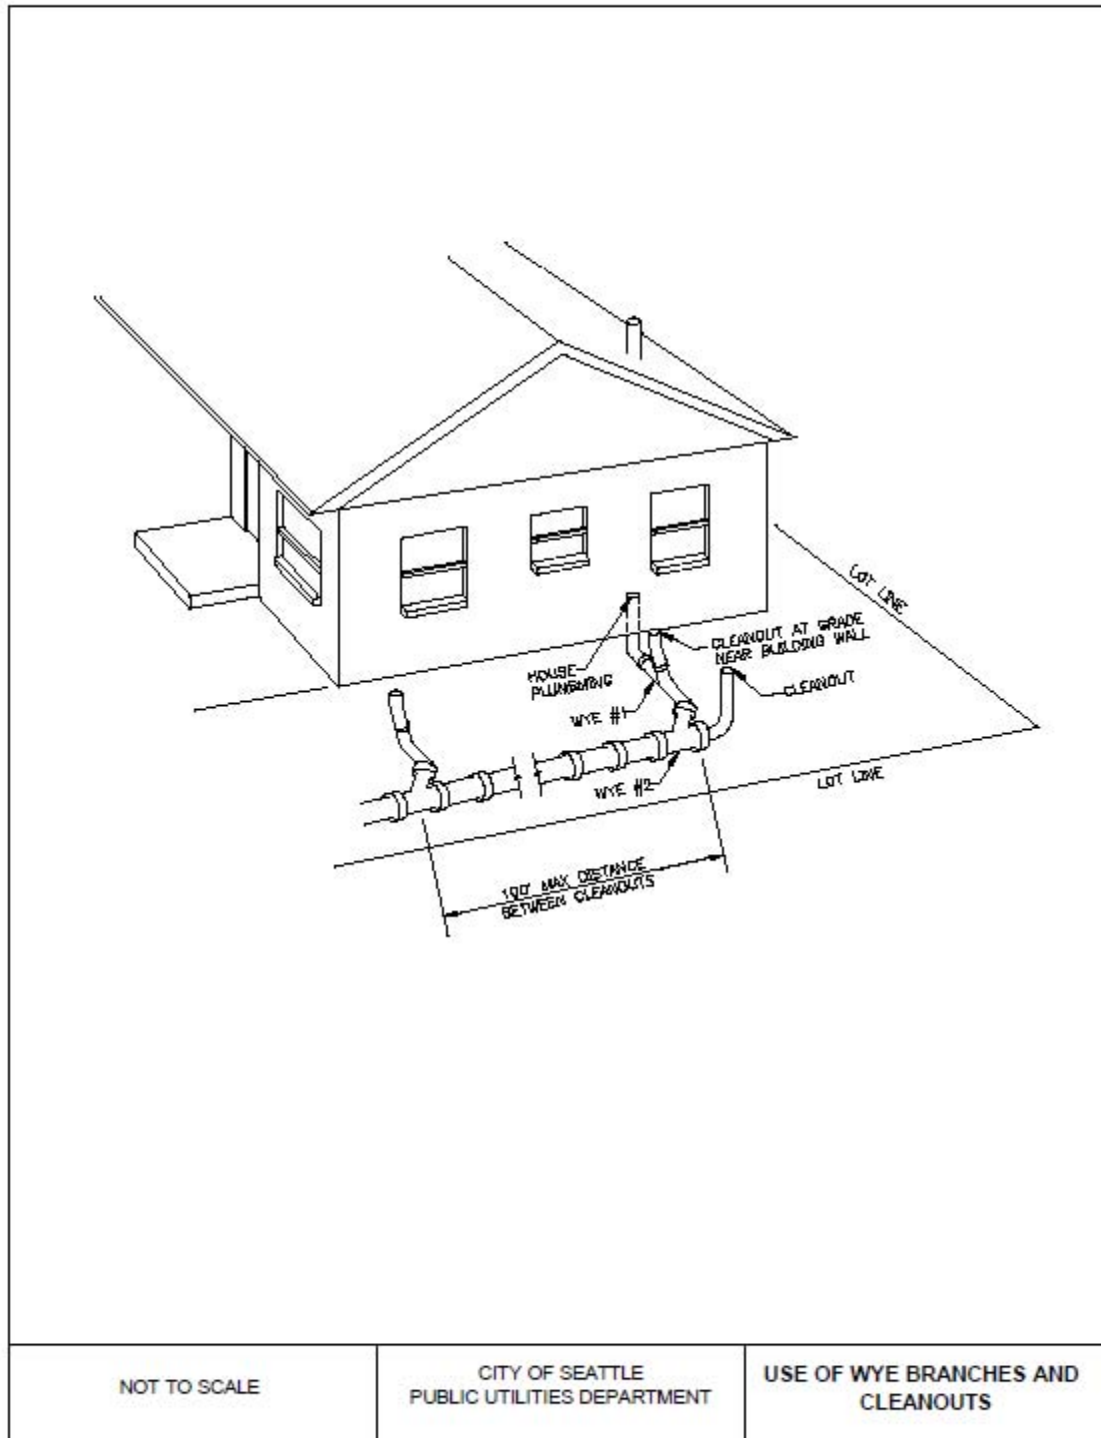 LOT LINE
CLEANOUT AT GRADE
NEAR BUILDING WALL
HOUSE
PLUMBMING
CLEANOUT
WYE #1
WYE #2
LOT LINE
100' MAX DISTANCE
BETWEEN CLEANOUTS
NOT TO SCALE
CITY OF SEATTLE
PUBLIC UTILITIES DEPARTMENT
USE OF WYE BRANCHES AND
CLEANOUTS